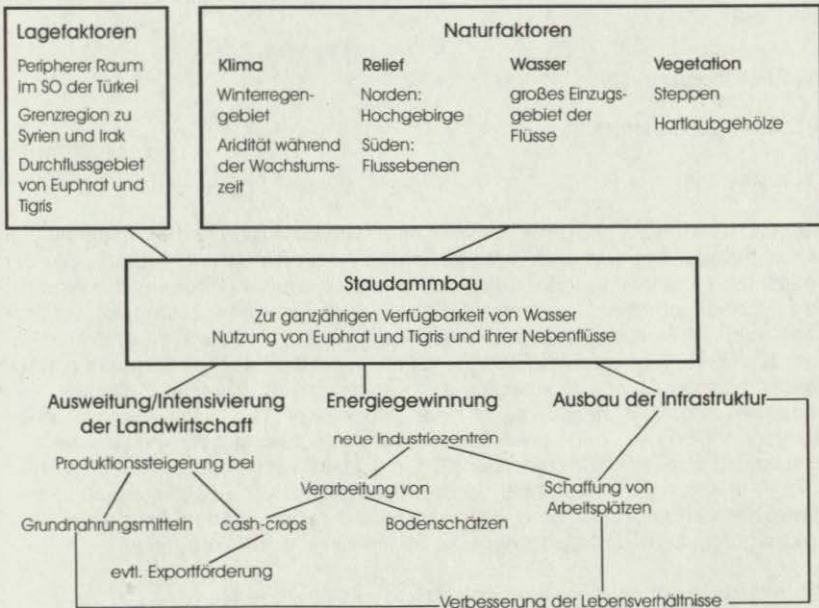 Lagefaktoren
Peripherer Raum
im SO der Türkei
Grenzregion zu
Syrien und Irak
Durchflussgebiet
von Euphrat und
Tigris
Naturfaktoren
Klima
Winterregen-
gebiet
Aridität während
der Wachstums-
zeit
Relief
Norden:
Hochgebirge
Süden:
Flussebenen
Wasser
großes Einzugs-
gebiet der
Flüsse
Vegetation
Steppen
Hartlaubgehölze
Staudammbau
Zur ganzjährigen Verfügbarkeit von Wasser
Nutzung von Euphrat und Tigris und ihrer Nebenflüsse
Ausweitung/Intensivierung
der Landwirtschaft
Energiegewinnung
Ausbau der Infrastruktur
neue Industriezentren
Produktionssteigerung bei
Verarbeitung von
Schaffung von
Arbeitsplätzen
Grundnahrungsmitteln
cash-crops
Bodenschätzen
evtl. Exportförderung
Verbesserung der Lebensverhältnisse